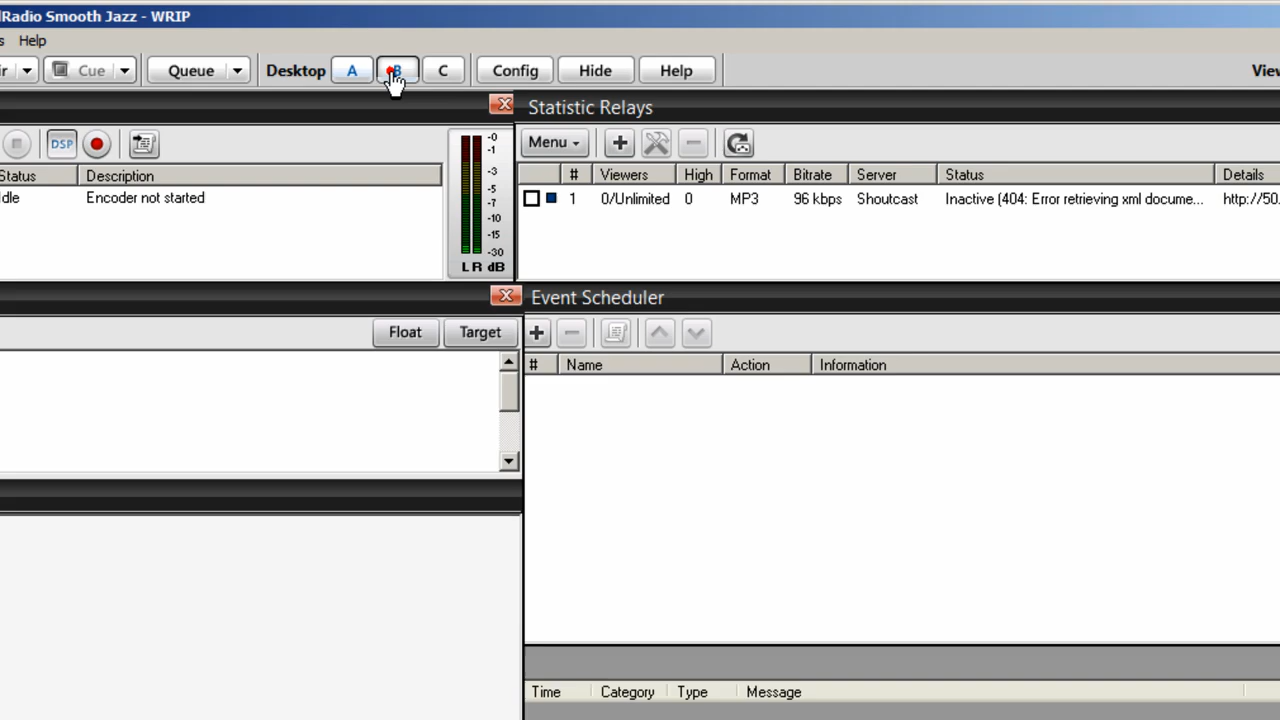 Radio Smooth Jazz - WRIP
s Help
ir Cue Queue Desktop A B C Config Hide Help View
Statistic Relays
DSP Menu
Status Description
Idle Encoder not started
-0
-1
-3
-5
-7
-10
-15
-30
L R dB
# Viewers High Format Bitrate Server Status Details
1 0/Unlimited 0 MP3 96 kbps Shoutcast Inactive (404: Error retrieving xml docume... http://50.
Event Scheduler
Float Target
# Name Action Information
Time Category Type Message